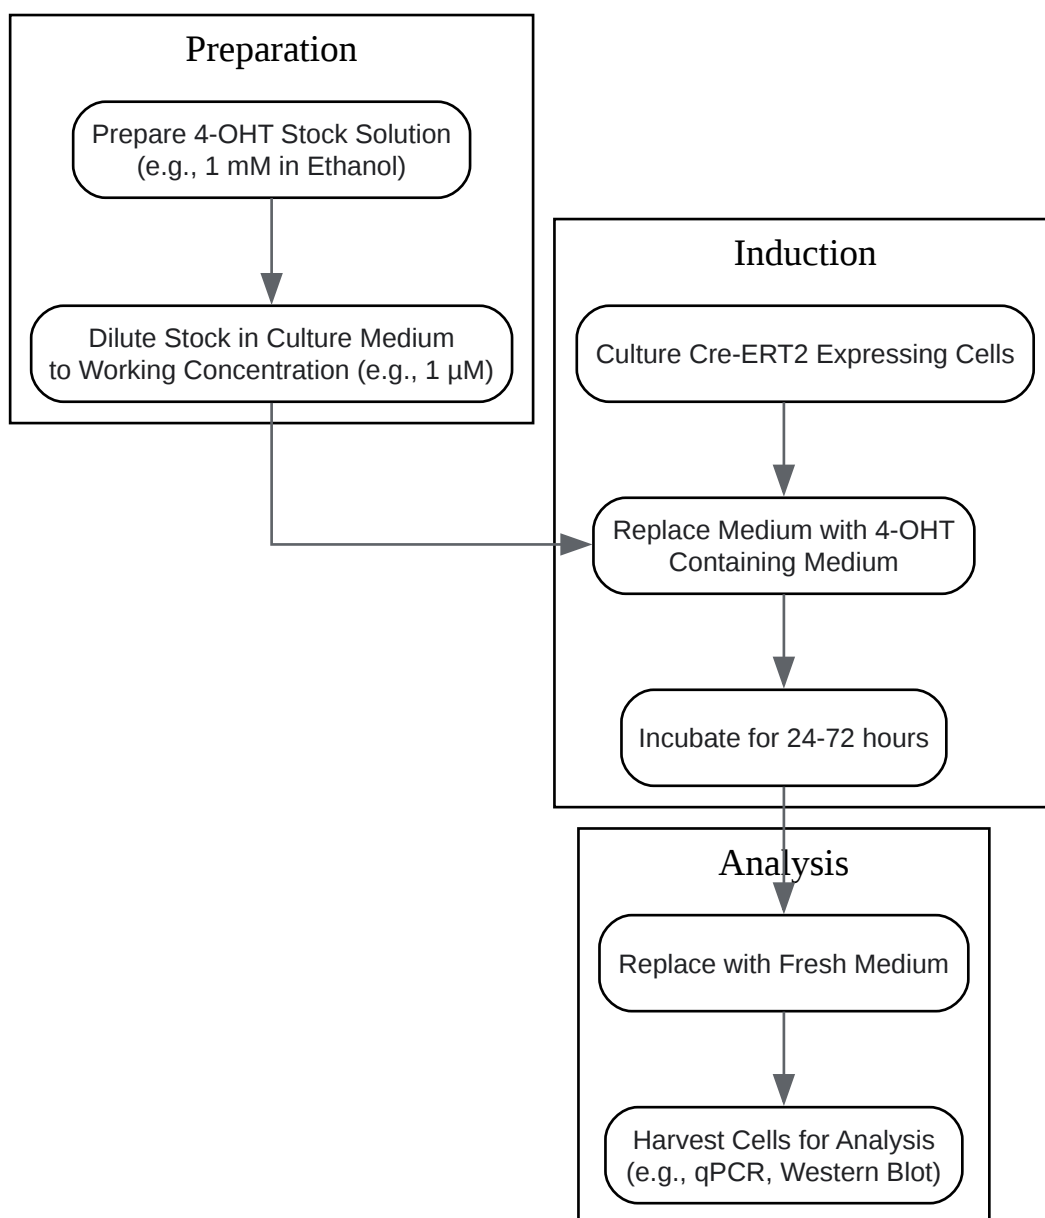 Preparation
Prepare 4-OHT Stock Solution
(e.g., 1 mM in Ethanol)
Dilute Stock in Culture Medium
to Working Concentration (e.g., 1 µM)
Induction
Culture Cre-ERT2 Expressing Cells
Replace Medium with 4-OHT
Containing Medium
Incubate for 24-72 hours
Analysis
Replace with Fresh Medium
Harvest Cells for Analysis
(e.g., qPCR, Western Blot)